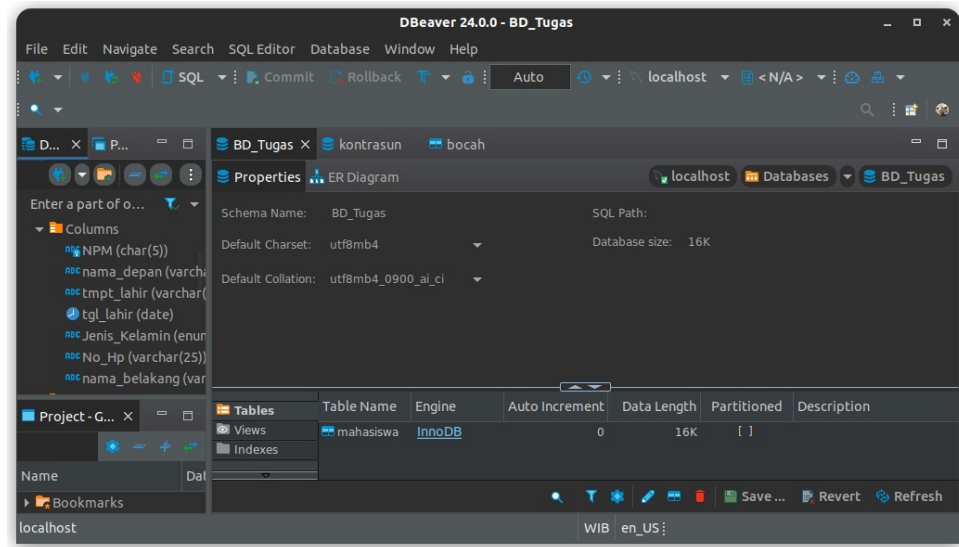 DBeaver 24.0.0 - BD_Tugas
File Edit Navigate Search SQL Editor Database Window Help
SQL Commit Rollback Auto localhost < N/A >
D... P... BD_Tugas kontrasun bocah
Properties ER Diagram localhost Databases BD_Tugas
Enter a part of o...
Columns
NPM (char(5))
nama_depan (varcha
tmpt_lahir (varchar(
tgl_lahir (date)
Jenis_Kelamin (enum
No_Hp (varchar(25))
nama_belakang (var
Schema Name: BD_Tugas SQL Path:
Default Charset: utf8mb4 Database size: 16K
Default Collation: utf8mb4_0900_ai_ci
Project - G...
Name Dat
Bookmarks
Tables
Views
Indexes
Table Name Engine Auto Increment Data Length Partitioned Description
mahasiswa InnoDB 0 16K [ ]
Save ... Revert Refresh
localhost WIB en_US